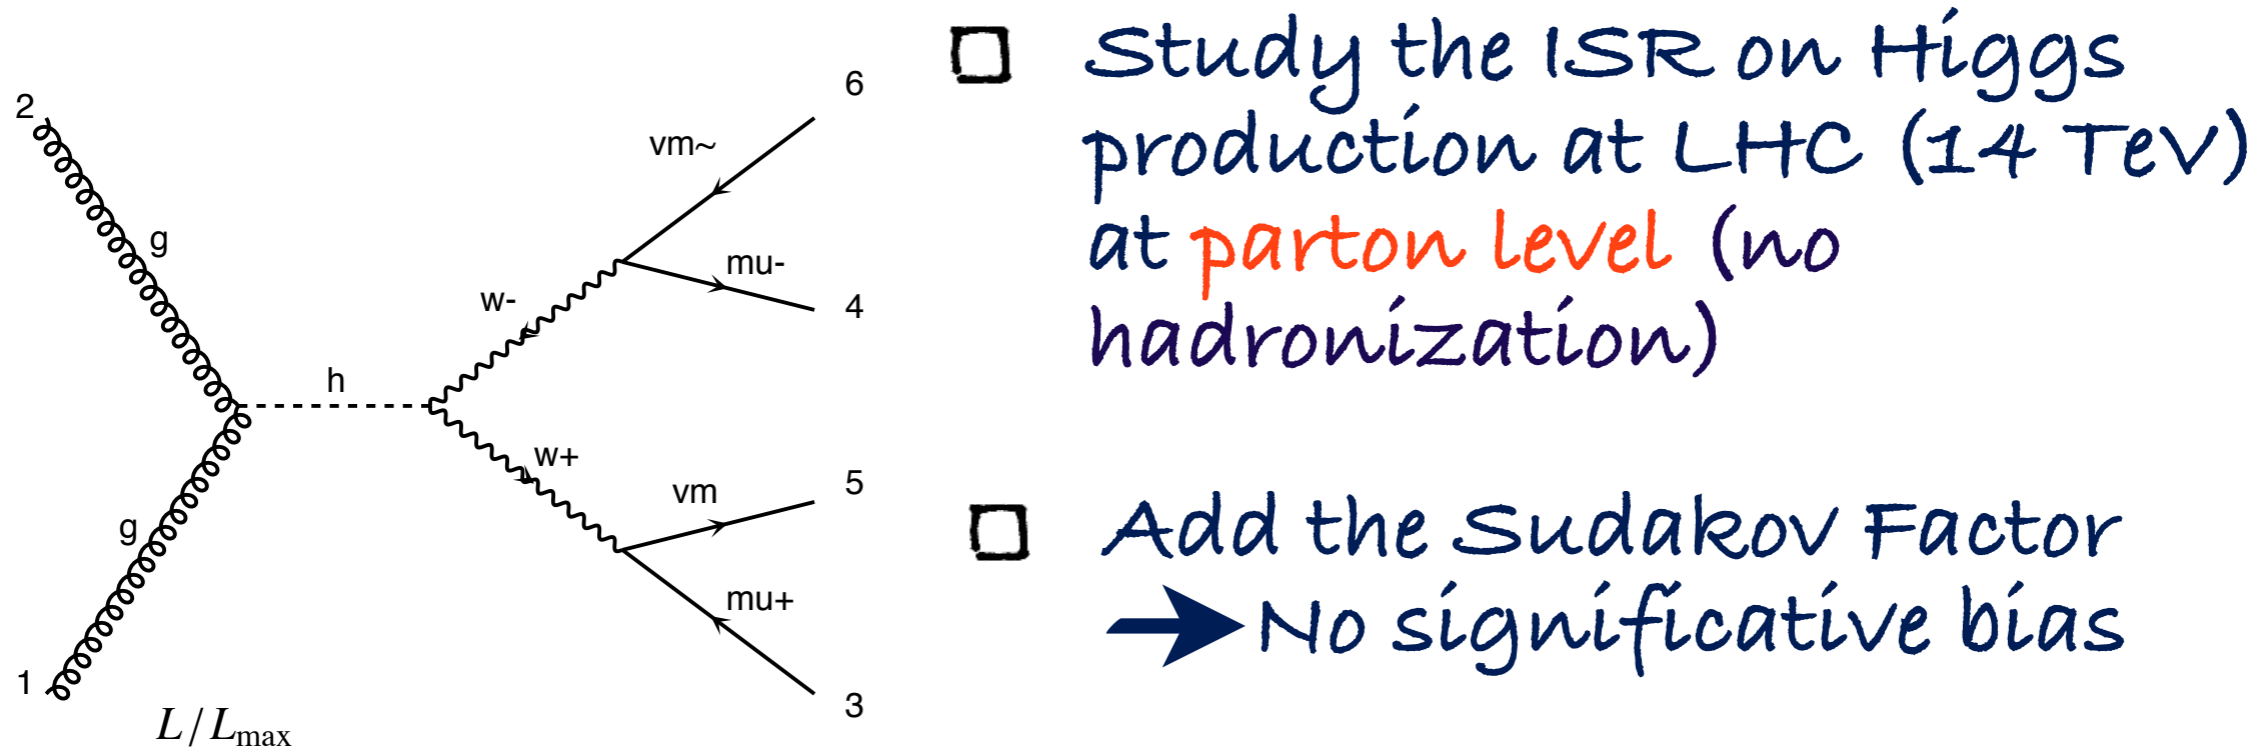 6
2
vm~
g
mu-
w-
4
h
w+
5
vm
g
mu+
1
3
L/Lmax
Study the ISR on Higgs
production at LHC (14 TeV)
at parton level (no
hadronization)
Add the Sudakov Factor
→ No significative bias